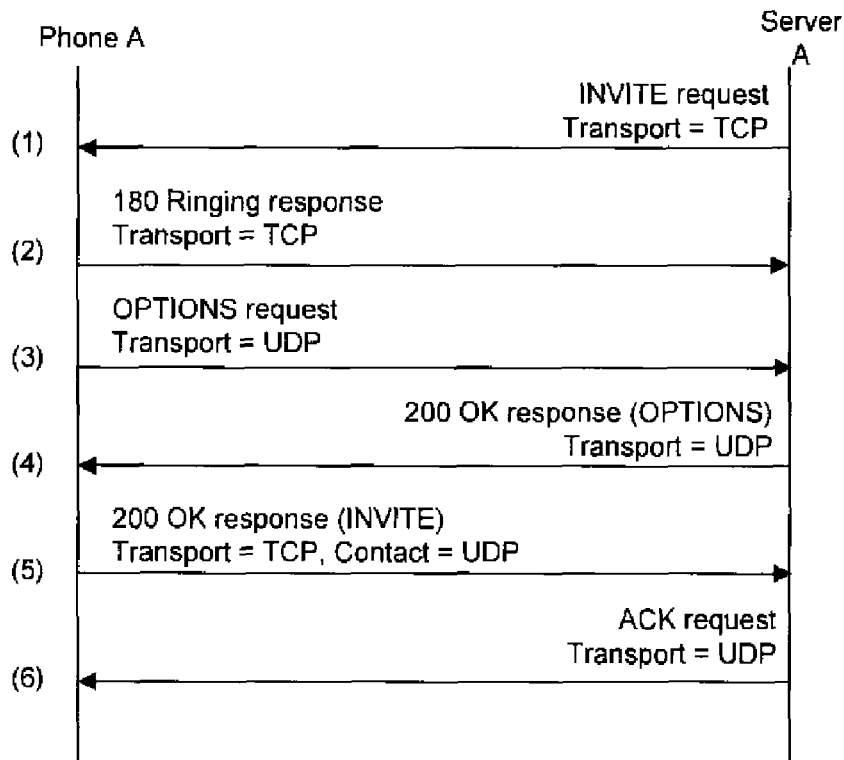 Phone A
Server
A
INVITE request
Transport = TCP
(1)
180 Ringing response
Transport = TCP
(2)
OPTIONS request
Transport = UDP
(3)
200 OK response (OPTIONS)
Transport = UDP
(4)
200 OK response (INVITE)
Transport = TCP, Contact = UDP
(5)
ACK request
Transport = UDP
(6)